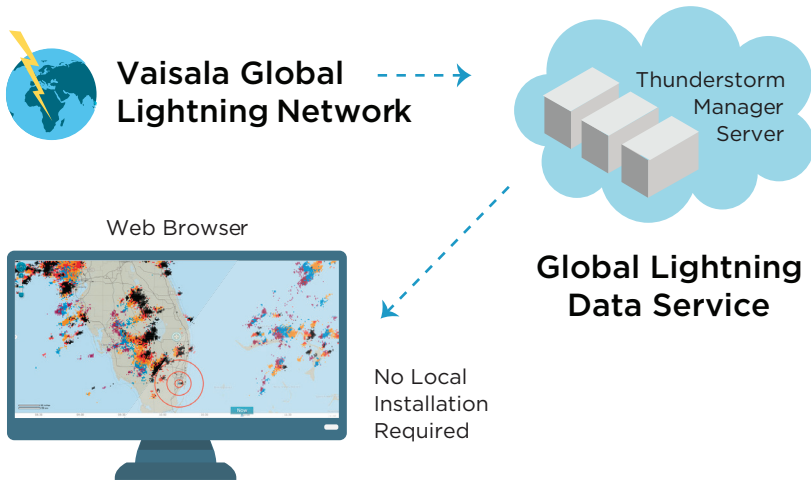 Vaisala Global
Lightning Network
Thunderstorm
Manager
Server
Web Browser
Global Lightning
Data Service
No Local
Installation
Required
Now